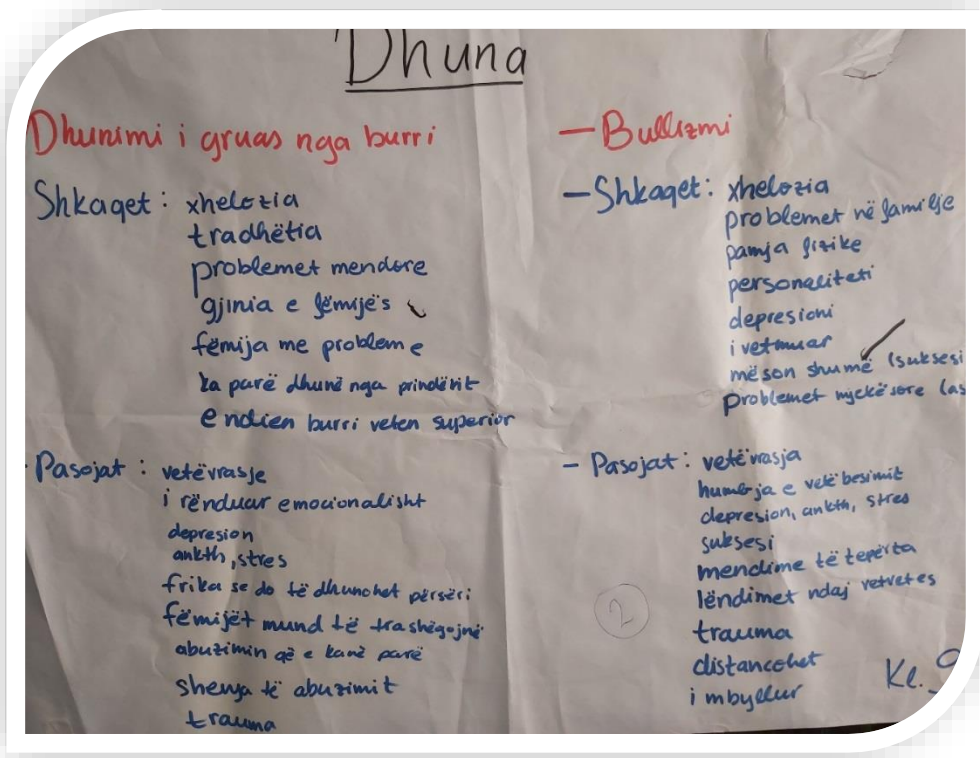 Dhuna
Dhunimi i gruas nga burri
Shkaqet: xhelozia
tradhëtia
problemet mendore
gjinia e fëmijës
fëmija me probleme
ka parë dhunë nga prindërit
e ndien burri veten superior
Pasojat: vetëvrasje
i rënduar emocionalisht
depresion
ankth, stres
frika se do të dhunohet përsëri
fëmijët mund të trashëgojnë
abuzimin që e kanë parë
shenja të abuzimit
trauma
- Bullizmi
- Shkaqet: xhelozia
problemet në familje
pamja fizike
personaliteti
depresioni
i vetmuar
mëson shumë (suksesi
problemet mjekësore (as
- Pasojat: vetëvrasja
humbja e vetëbesimit
depresion, ankth, stres
suksesi
mendime të tepërta
lëndimet ndaj vetvetes
trauma
distancohet
i mbyllur
2
Kl.